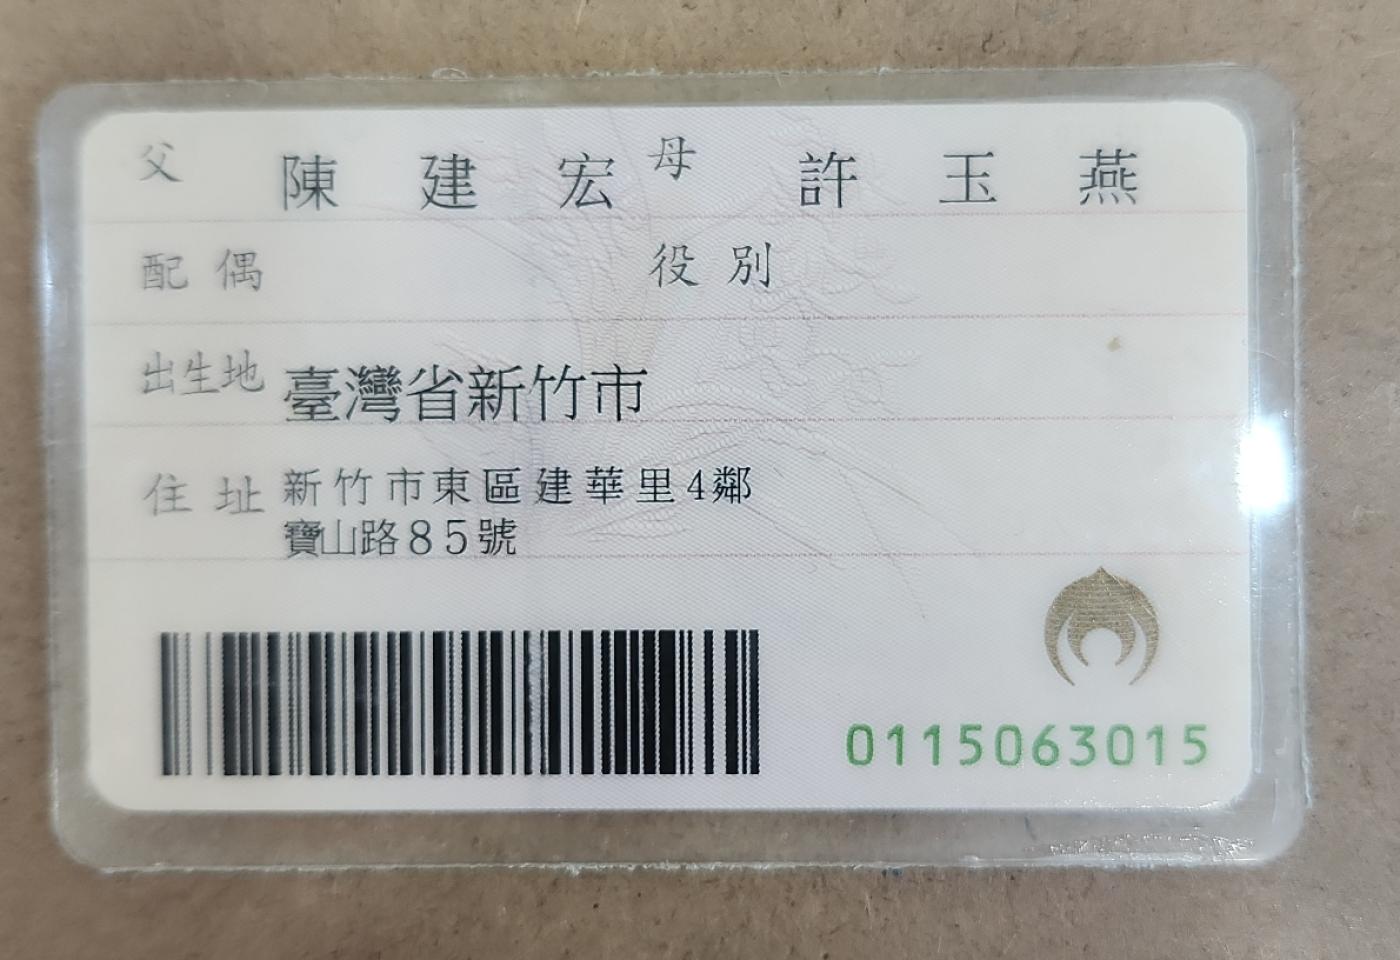 父 陳建宏 母 許玉燕
配偶 役別
出生地 臺灣省新竹市
住址 新竹市東區建華里4鄰
寶山路85號
0115063015